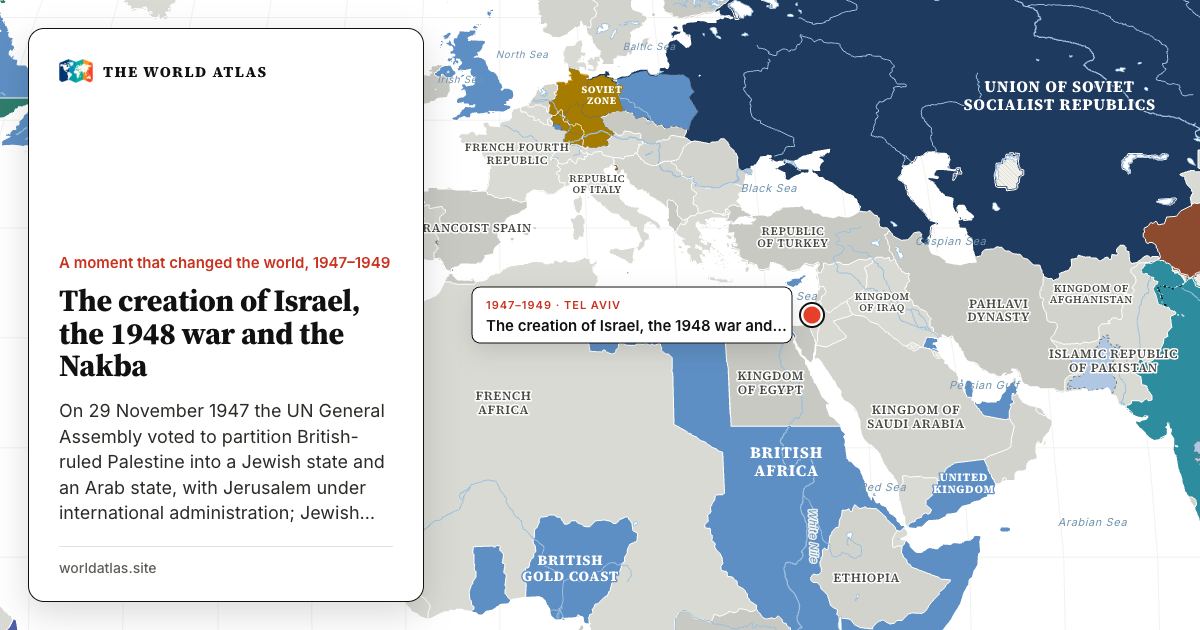 THE WORLD ATLAS
A moment that changed the world, 1947–1949
The creation of Israel,
the 1948 war and the
Nakba
On 29 November 1947 the UN General
Assembly voted to partition British-
ruled Palestine into a Jewish state and
an Arab state, with Jerusalem under
international administration; Jewish...
worldatlas.site
North Sea
Baltic Sea
Irish Se
SOVIET
ZONE
UNION OF SOVIET
SOCIALIST REPUBLICS
FRENCH FOURTH
REPUBLIC
REPUBLIC
OF ITALY
Black Sea
RANCOIST SPAIN
REPUBLIC
OF TURKEY
Caspian Sea
1947–1949 · TEL AVIV
The creation of Israel, the 1948 war and...
Sea
KINGDOM
OF IRAQ
PAHLAVI
DYNASTY
KINGDOM OF
AFGHANISTAN
ISLAMIC REPUBLIC
OF PAKISTAN
FRENCH
AFRICA
KINGDOM
OF EGYPT
Persian Gulf
KINGDOM OF
SAUDI ARABIA
BRITISH
AFRICA
Red Sea
UNITED
KINGDOM
Arabian Sea
White Nile
BRITISH
GOLD COAST
ETHIOPIA